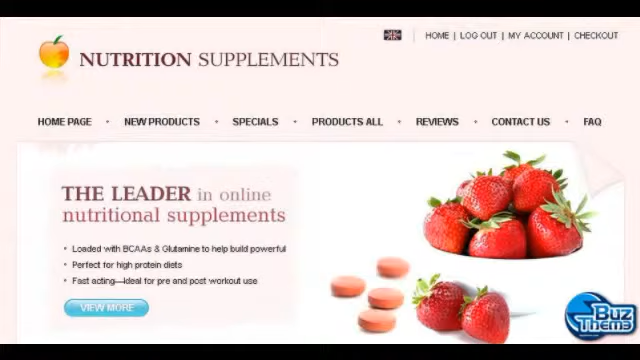 HOME | LOG OUT | MY ACCOUNT | CHECKOUT
NUTRITION SUPPLEMENTS
HOME PAGE • NEW PRODUCTS • SPECIALS • PRODUCTS ALL • REVIEWS • CONTACT US • FAQ
THE LEADER in online
nutritional supplements
• Loaded with BCAAs & Glutamine to help build powerful
• Perfect for high protein diets
• Fast acting—Ideal for pre and post workout use
VIEW MORE
Buz
Them